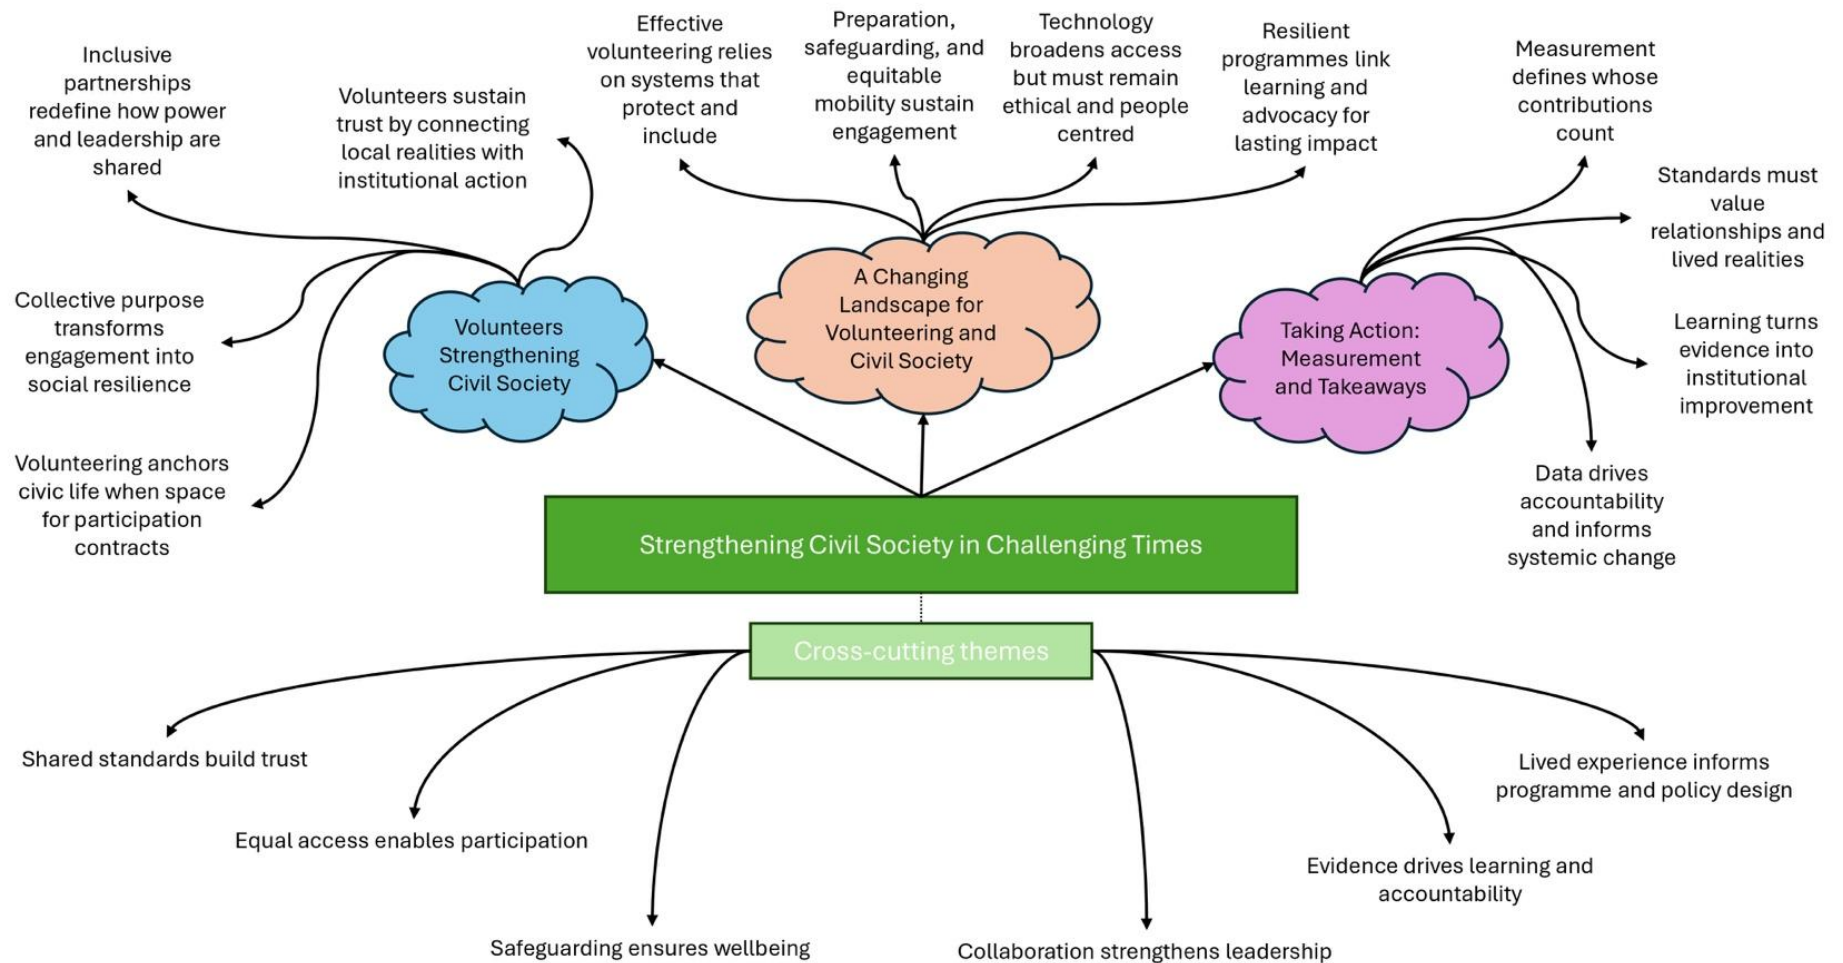 Inclusive
partnerships
redefine how power
and leadership are
shared
Volunteers sustain
trust by connecting
local realities with
institutional action
Effective
volunteering relies
on systems that
protect and
include
Preparation,
safeguarding, and
equitable
mobility sustain
engagement
Technology
broadens access
but must remain
ethical and people
centred
Resilient
programmes link
learning and
advocacy for
lasting impact
Measurement
defines whose
contributions
count
Standards must
value
relationships and
lived realities
Collective purpose
transforms
engagement into
social resilience
Volunteers
Strengthening
Civil Society
A Changing
Landscape for
Volunteering and
Civil Society
Taking Action:
Measurement
and Takeaways
Learning turns
evidence into
institutional
improvement
Volunteering anchors
civic life when space
for participation
contracts
Data drives
accountability
and informs
systemic change
Strengthening Civil Society in Challenging Times
Cross-cutting themes
Shared standards build trust
Equal access enables participation
Safeguarding ensures wellbeing
Collaboration strengthens leadership
Evidence drives learning and
accountability
Lived experience informs
programme and policy design